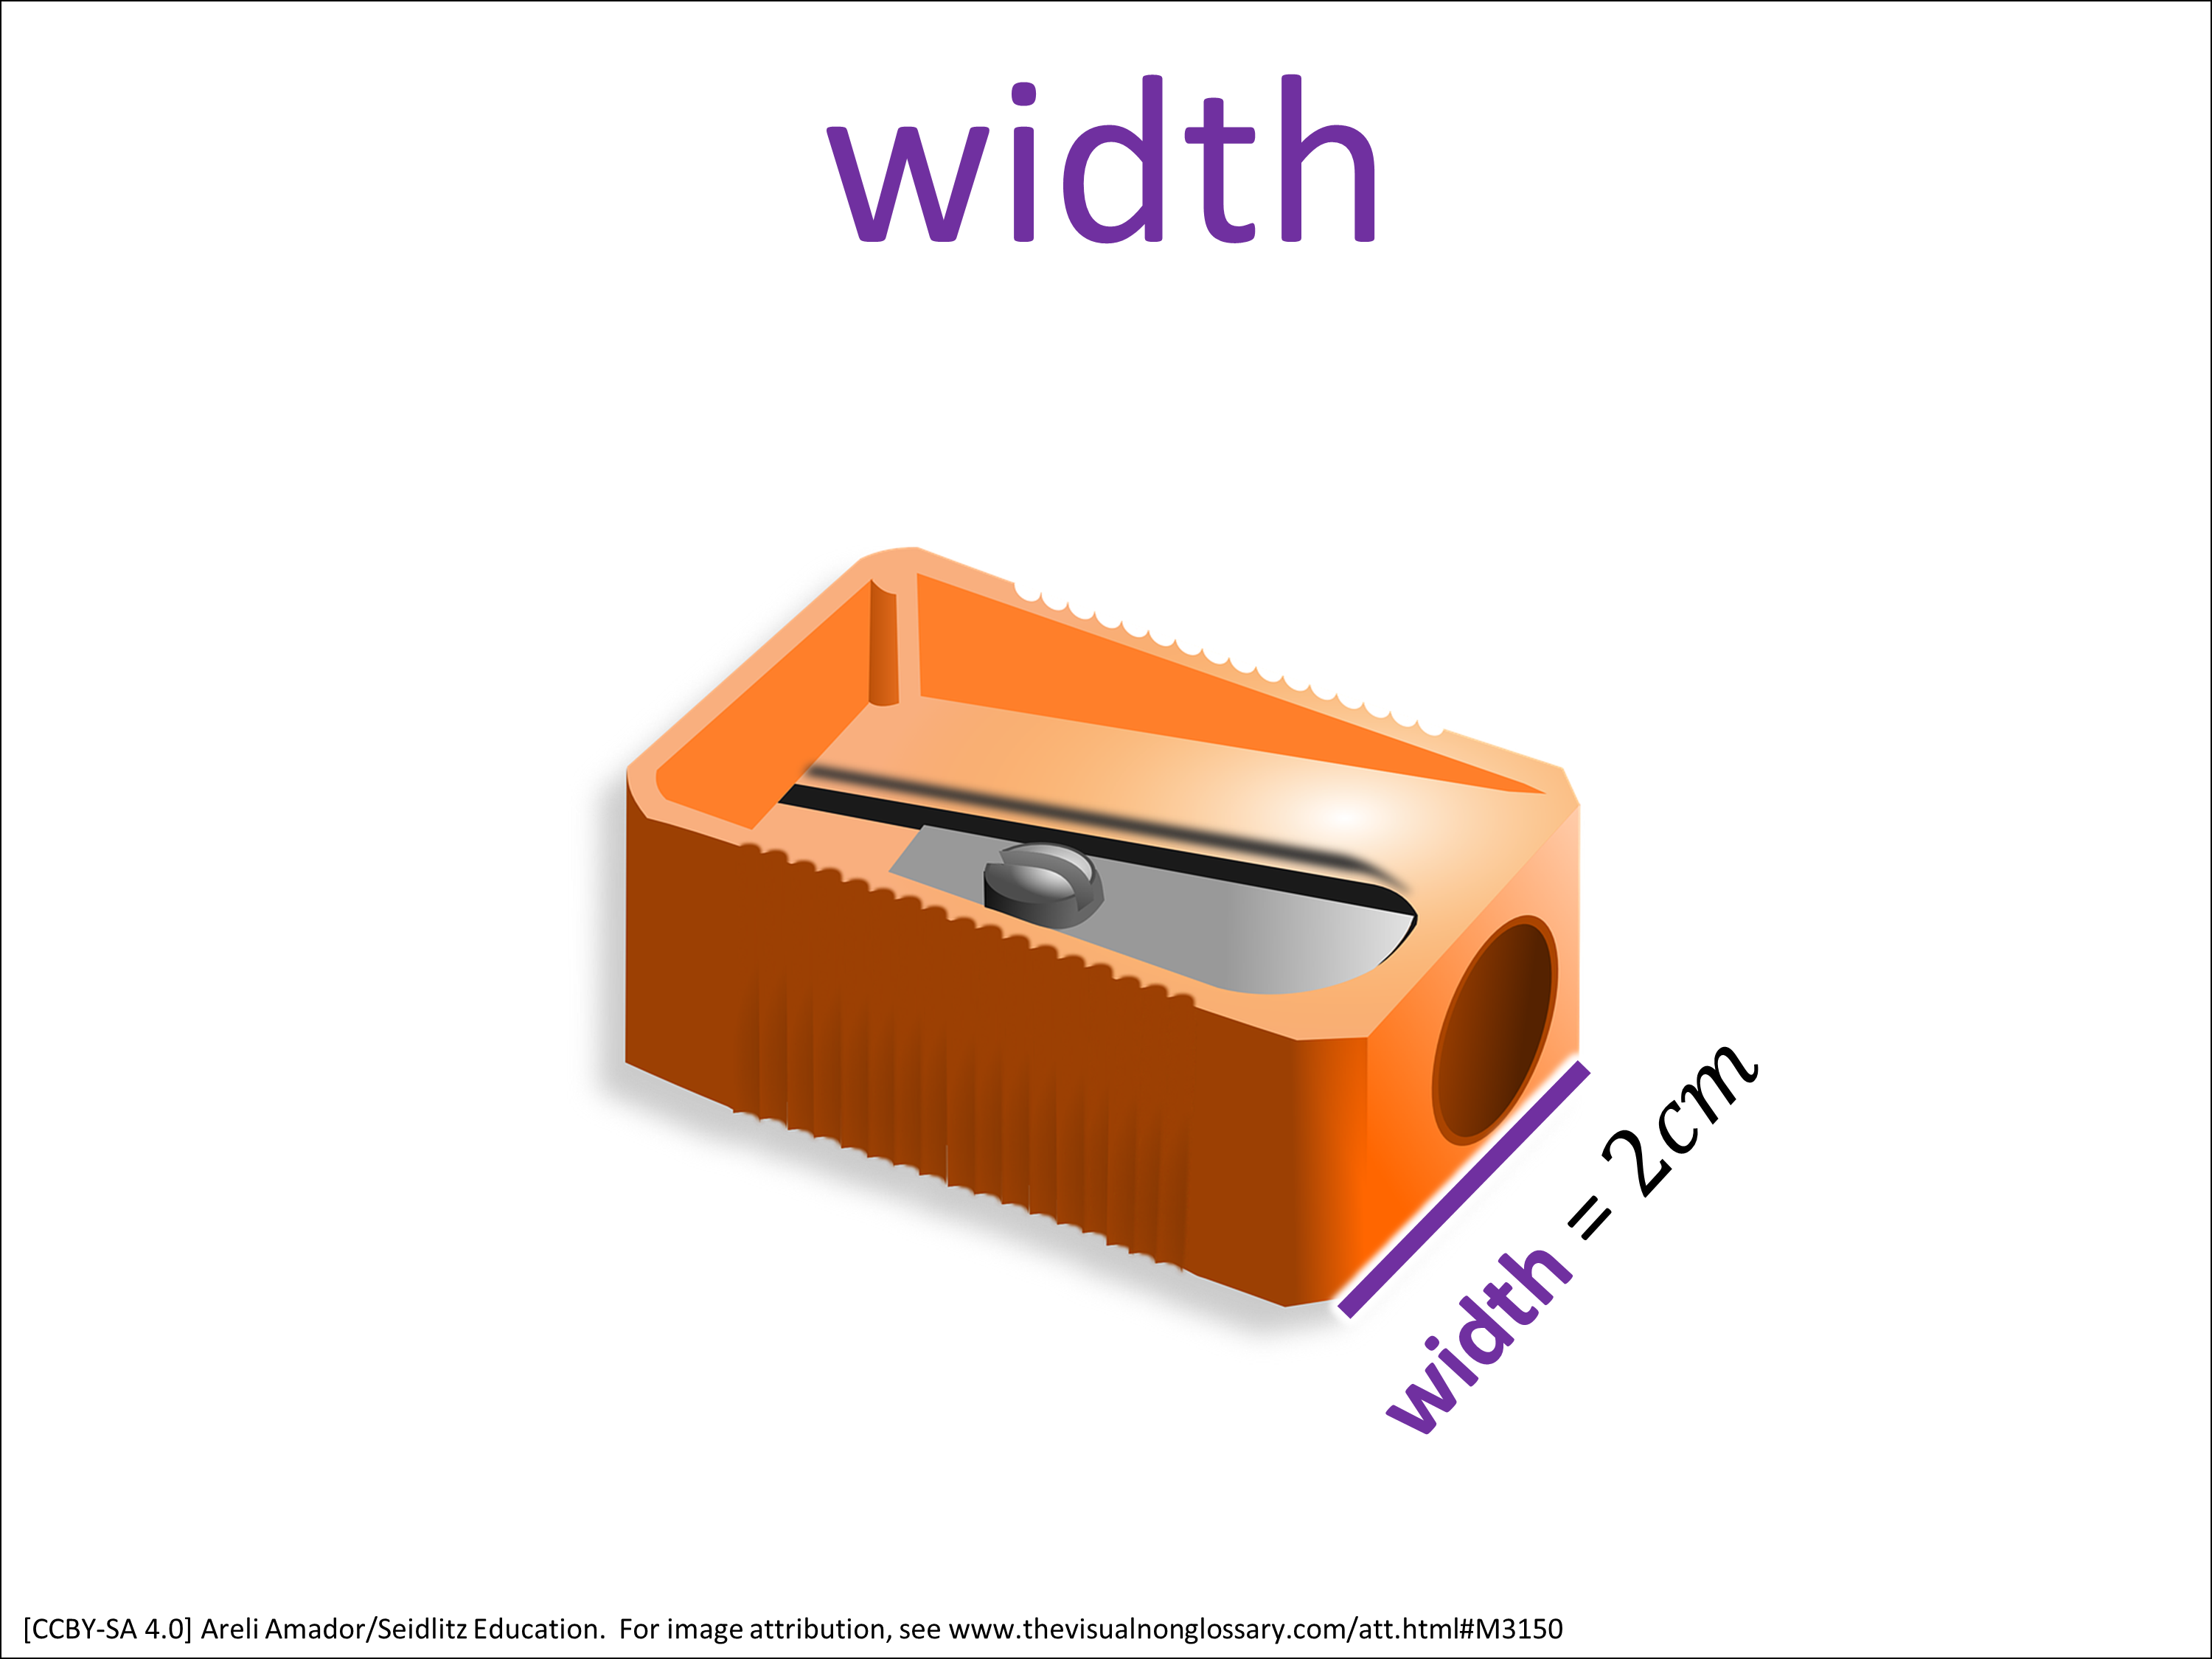 width
width = 2cm
[CCBY-SA 4.0] Areli Amador/Seidlitz Education.  For image attribution, see www.thevisualnonglossary.com/att.html#M3150